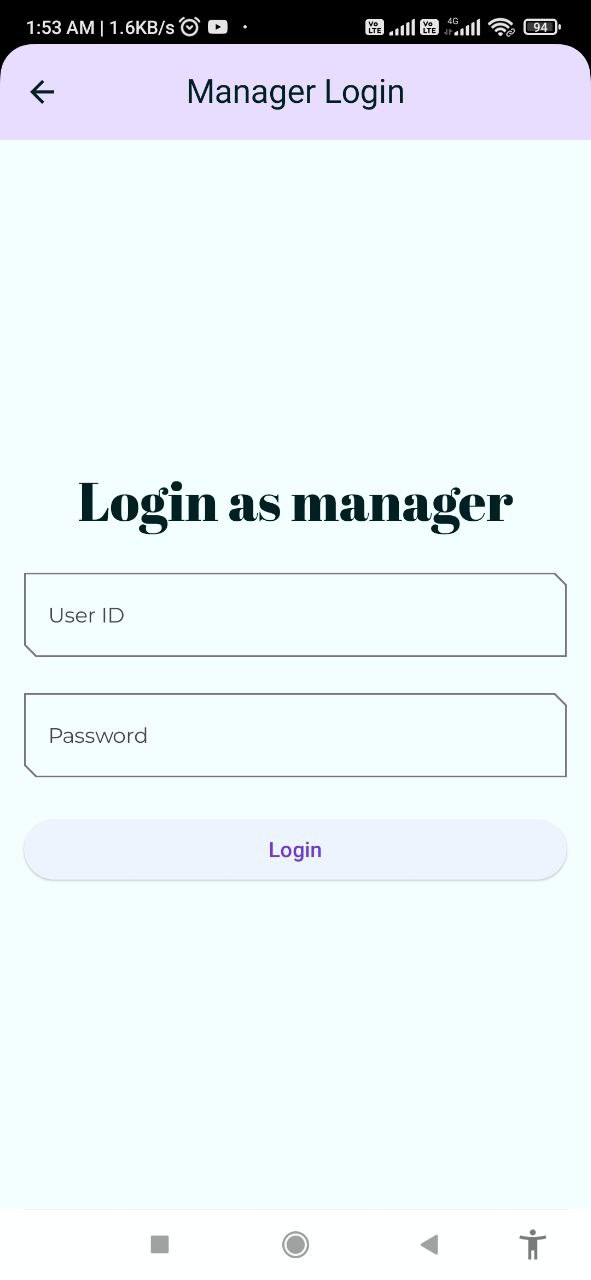 1:53 AM | 1.6KB/s
Vo LTE Vo LTE 4G 94
Manager Login
Login as manager
User ID
Password
Login